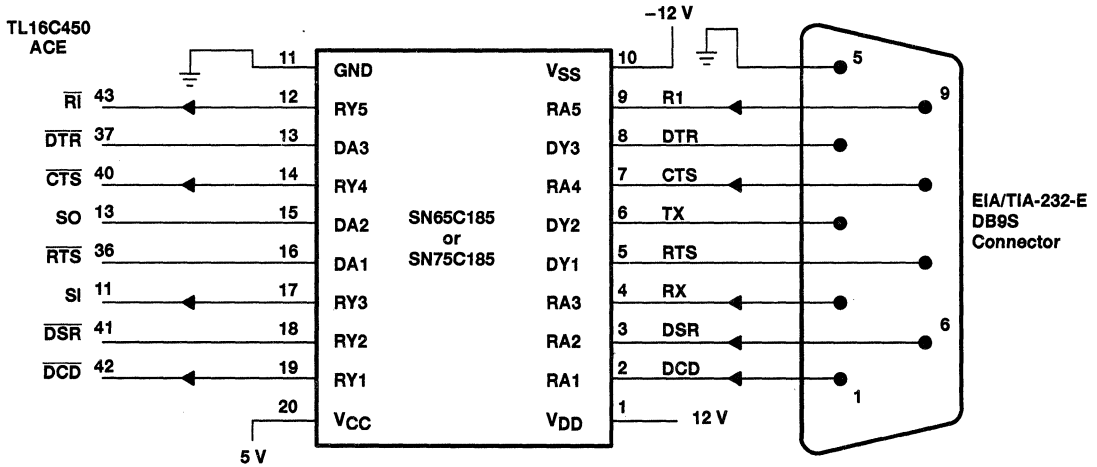 TL16C450
ACE
−12 V
11 GND VSS 10 5
RI 43 12 RY5 RA5 9 R1 9
DTR 37 13 DA3 DY3 8 DTR
CTS 40 14 RY4 RA4 7 CTS
SO 13 15 DA2 DY2 6 TX
RTS 36 16 DA1 DY1 5 RTS
SI 11 17 RY3 RA3 4 RX
DSR 41 18 RY2 RA2 3 DSR 6
DCD 42 19 RY1 RA1 2 DCD 1
20 VCC VDD 1 12 V
5 V
SN65C185
or
SN75C185
EIA/TIA-232-E
DB9S
Connector